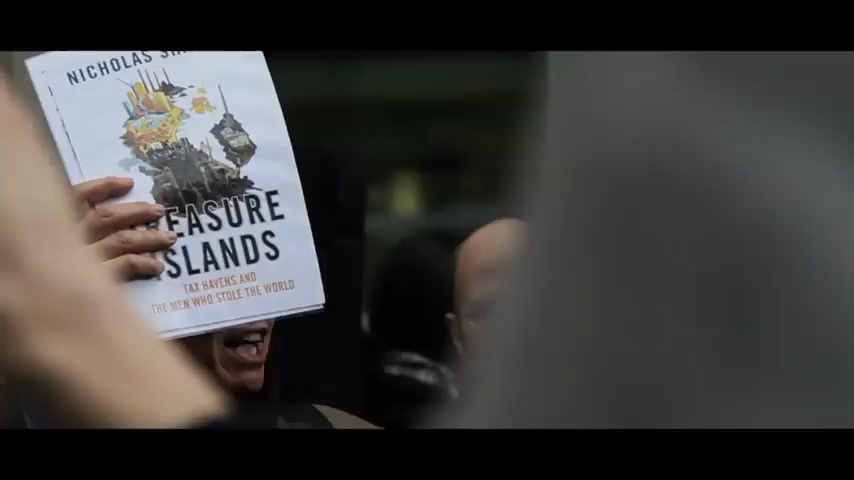 NICHOLAS
EASURE
SLANDS
TAX HAVENS AND
THE MEN WHO STOLE THE WORLD